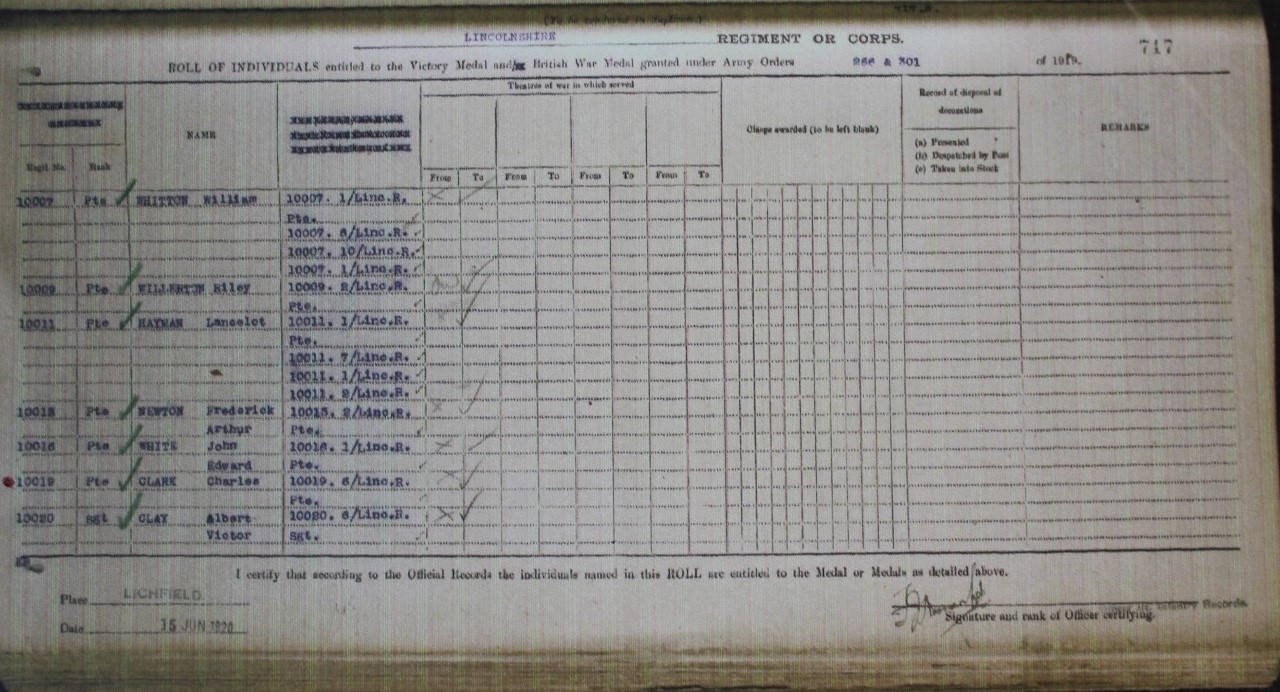 (To be rendered in duplicate.)
LINCOLNSHIRE REGIMENT OR CORPS.
717
ROLL OF INDIVIDUALS entitled to the Victory Medal and/or British War Medal granted under Army Orders 266 & 301 of 1919.
Theatres of war in which served
Record of disposal of
decorations
NAME
Clasps awarded (to be left blank)
REMARKS
(a) Presented
(b) Despatched by Post
(c) Taken into Stock
Regtl. No. Rank
From To From To From To From To
10007 Pte WHITTON William 10007. 1/Linc.R.
Pte.
10007. 6/Linc.R.
10007. 10/Linc.R.
10007. 1/Linc.R.
10009 Pte WILLERTON Riley 10009. 2/Linc.R.
Pte.
10011 Pte HAYMAN Lancelot 10011. 1/Linc.R.
Pte.
10011. 7/Linc.R.
10011. 1/Linc.R.
10011. 2/Linc.R.
10015 Pte NEWTON Frederick 10015. 2/Linc.R.
Arthur Pte.
10016 Pte WHITE John 10016. 1/Linc.R.
Edward Pte.
10019 Pte CLARK Charles 10019. 6/Linc.R.
Pte.
10020 Sgt CLAY Albert 10020. 6/Linc.R.
Victor Sgt.
I certify that according to the Official Records the individuals named in this ROLL are entitled to the Medal or Medals as detailed above.
Place LICHFIELD.
Records.
Signature and rank of Officer certifying.
Date 15 JUN 1920